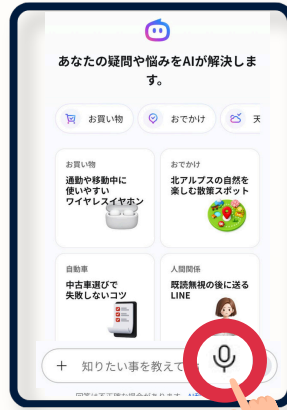 あなたの疑問や悩みをAIが解決しま
す。
お買い物
おでかけ
天
お買い物
通勤や移動中に
使いやすい
ワイヤレスイヤホン
おでかけ
北アルプスの自然を
楽しむ散策スポット
自動車
中古車選びで
失敗しないコツ
人間関係
既読無視の後に送る
LINE
知りたい事を教えて